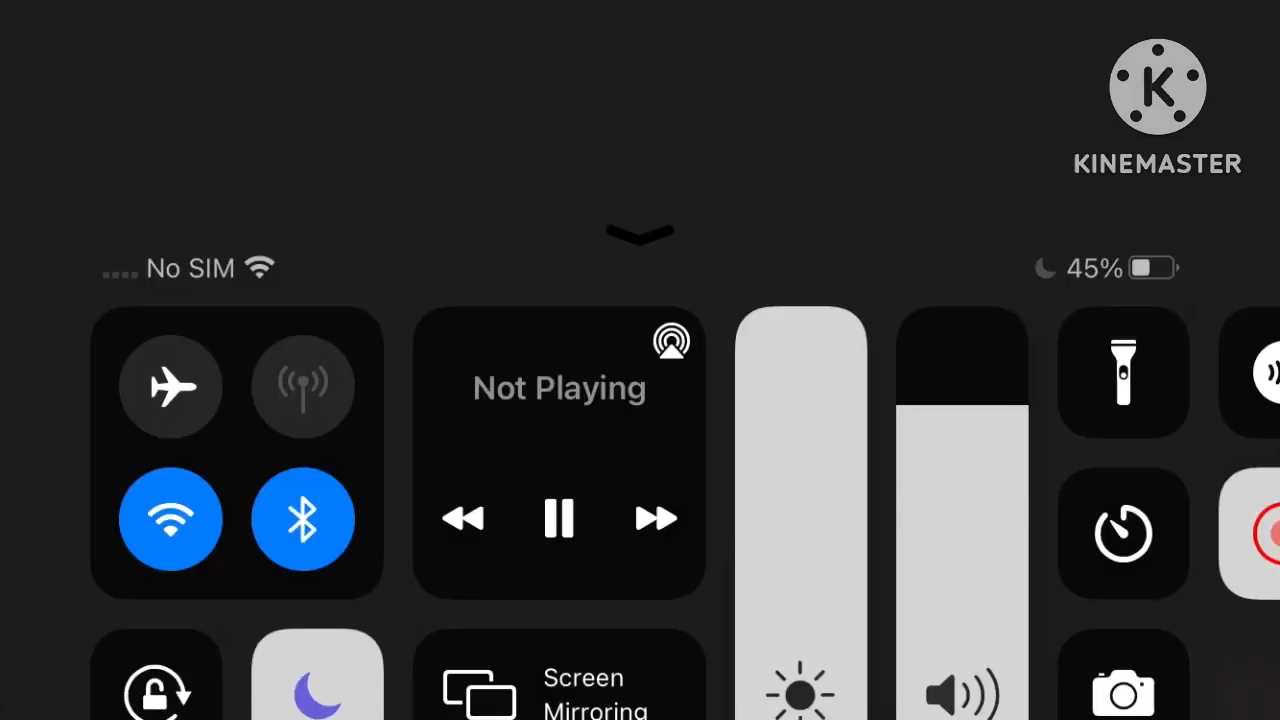 K
KINEMASTER
No SIM
45%
Not Playing
Screen
Mirroring